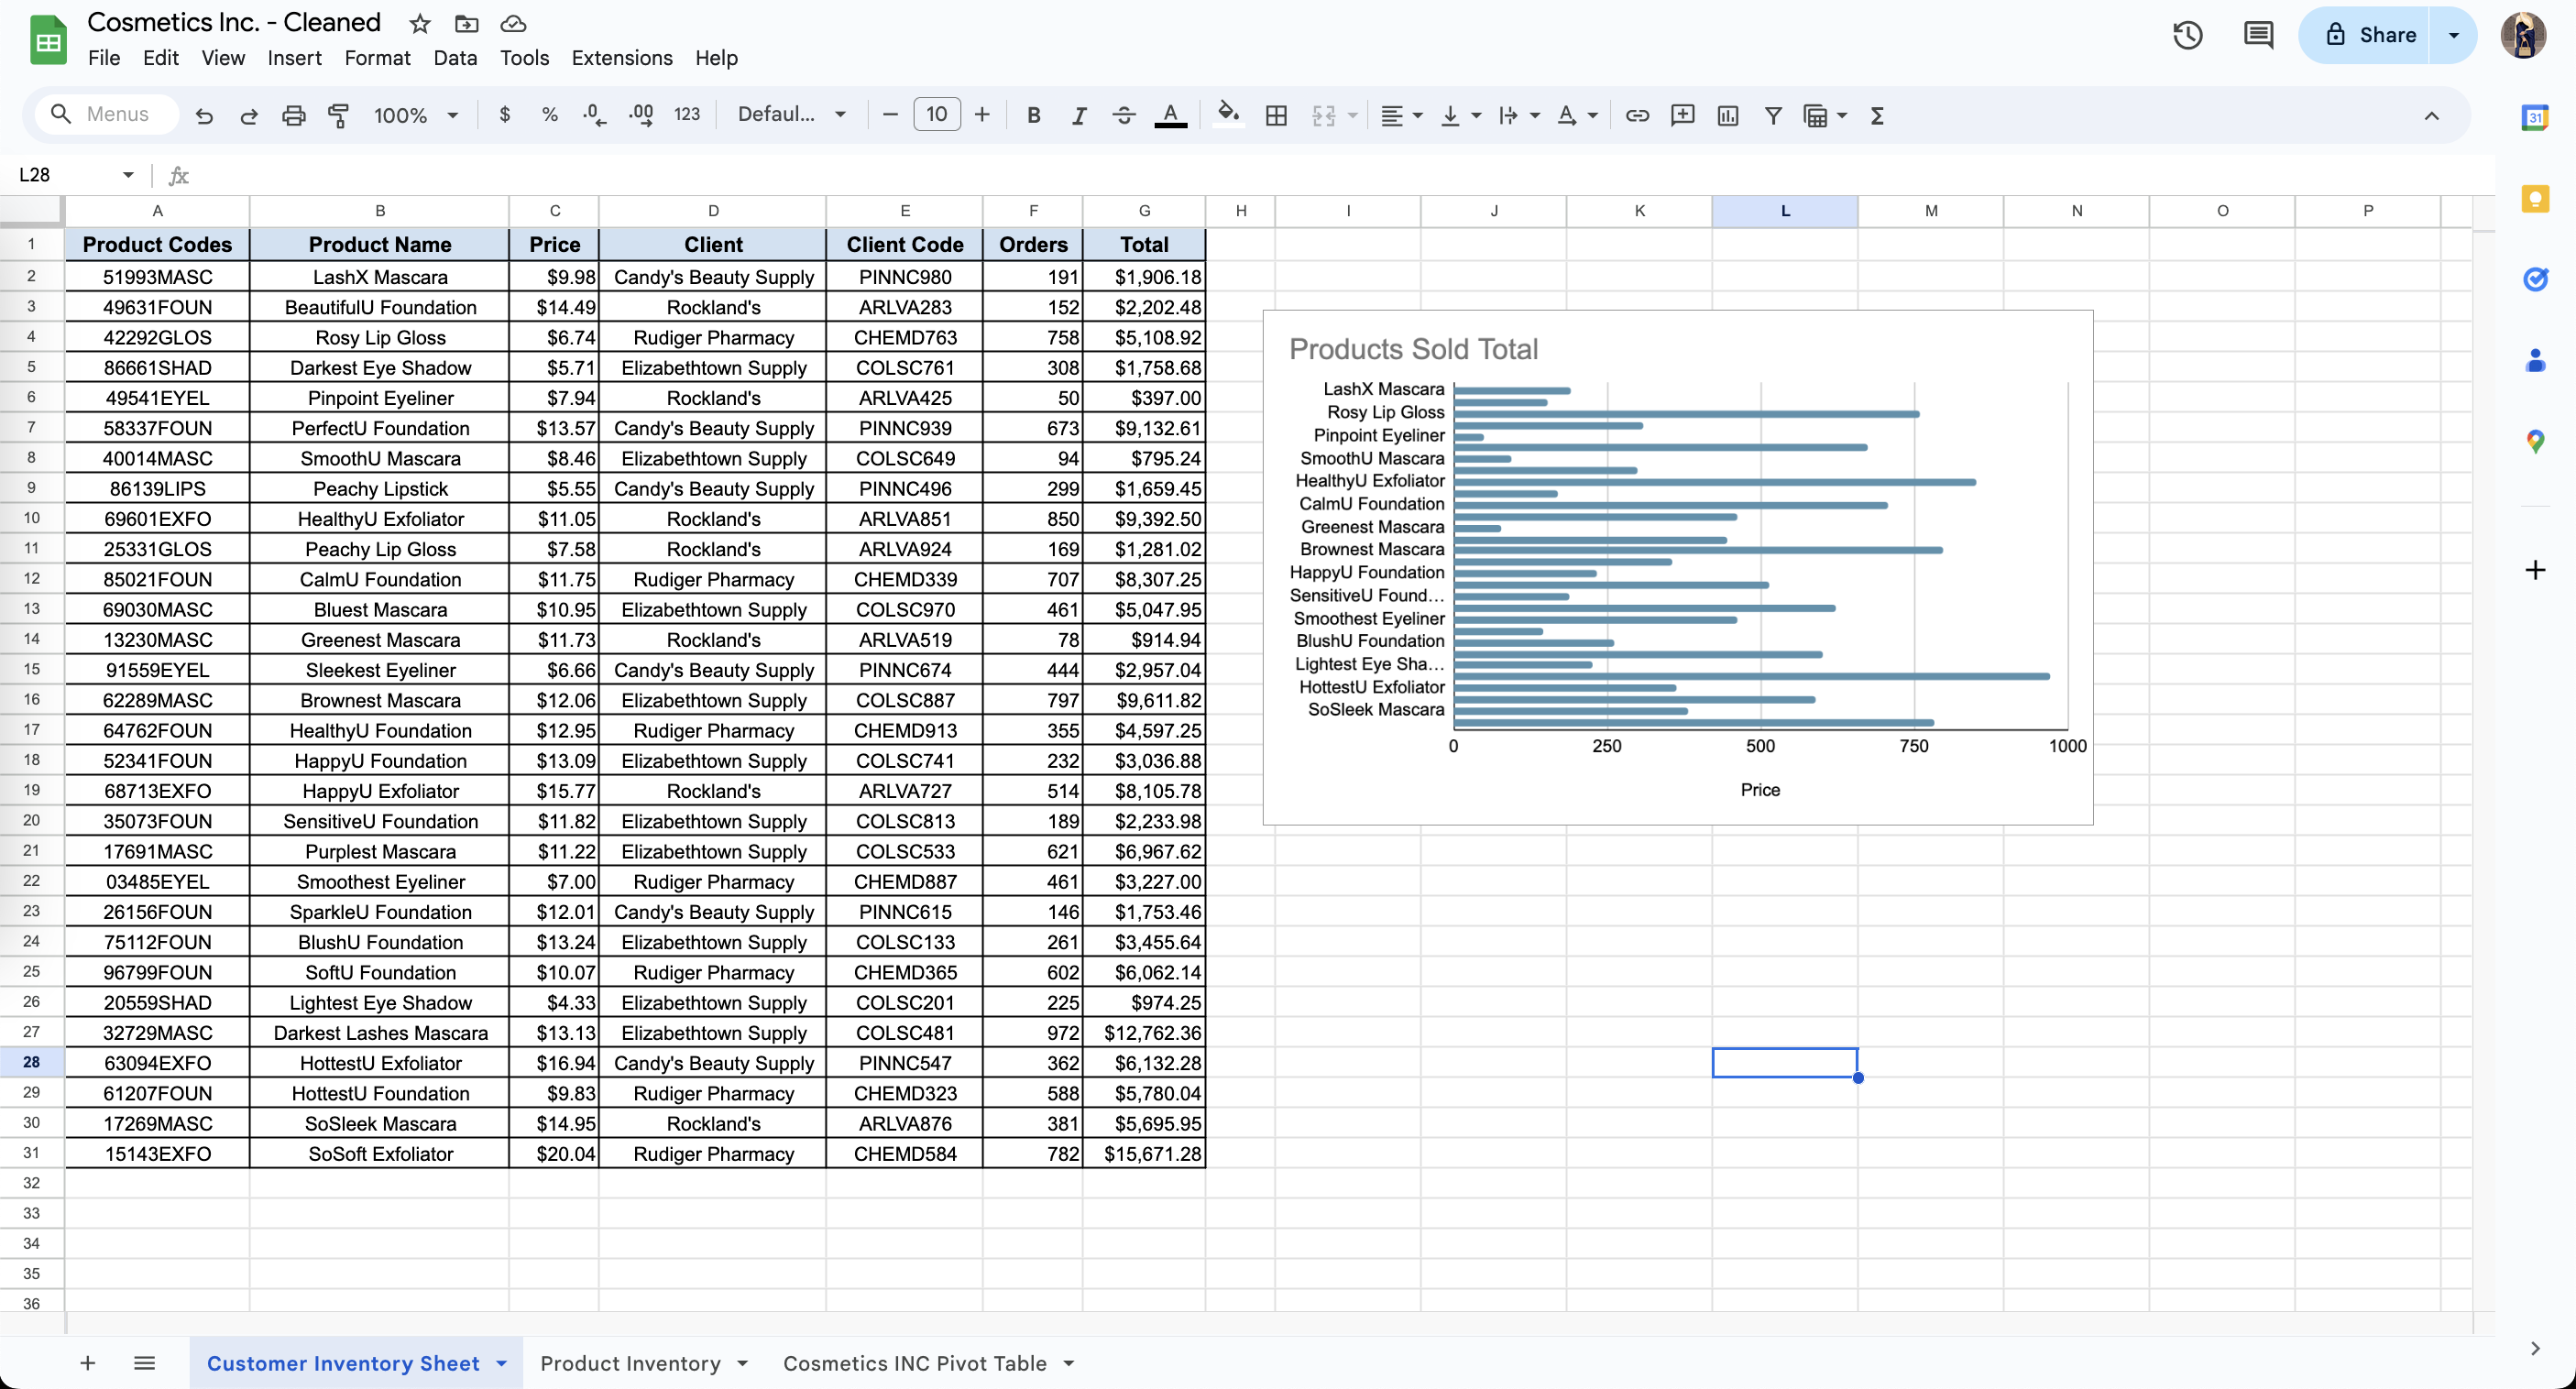 Cosmetics Inc. - Cleaned
File Edit View Insert Format Data Tools Extensions Help
Share
Menus 100% $ % .0 .00 123 Defaul... 10 B I A Σ
31
L28 fx
A B C D E F G H I J K L M N O P
1 Product Codes Product Name Price Client Client Code Orders Total
2 51993MASC LashX Mascara $9.98 Candy's Beauty Supply PINNC980 191 $1,906.18
3 49631FOUN BeautifulU Foundation $14.49 Rockland's ARLVA283 152 $2,202.48
4 42292GLOS Rosy Lip Gloss $6.74 Rudiger Pharmacy CHEMD763 758 $5,108.92
5 86661SHAD Darkest Eye Shadow $5.71 Elizabethtown Supply COLSC761 308 $1,758.68
6 49541EYEL Pinpoint Eyeliner $7.94 Rockland's ARLVA425 50 $397.00
7 58337FOUN PerfectU Foundation $13.57 Candy's Beauty Supply PINNC939 673 $9,132.61
8 40014MASC SmoothU Mascara $8.46 Elizabethtown Supply COLSC649 94 $795.24
9 86139LIPS Peachy Lipstick $5.55 Candy's Beauty Supply PINNC496 299 $1,659.45
10 69601EXFO HealthyU Exfoliator $11.05 Rockland's ARLVA851 850 $9,392.50
11 25331GLOS Peachy Lip Gloss $7.58 Rockland's ARLVA924 169 $1,281.02
12 85021FOUN CalmU Foundation $11.75 Rudiger Pharmacy CHEMD339 707 $8,307.25
13 69030MASC Bluest Mascara $10.95 Elizabethtown Supply COLSC970 461 $5,047.95
14 13230MASC Greenest Mascara $11.73 Rockland's ARLVA519 78 $914.94
15 91559EYEL Sleekest Eyeliner $6.66 Candy's Beauty Supply PINNC674 444 $2,957.04
16 62289MASC Brownest Mascara $12.06 Elizabethtown Supply COLSC887 797 $9,611.82
17 64762FOUN HealthyU Foundation $12.95 Rudiger Pharmacy CHEMD913 355 $4,597.25
18 52341FOUN HappyU Foundation $13.09 Elizabethtown Supply COLSC741 232 $3,036.88
19 68713EXFO HappyU Exfoliator $15.77 Rockland's ARLVA727 514 $8,105.78
20 35073FOUN SensitiveU Foundation $11.82 Elizabethtown Supply COLSC813 189 $2,233.98
21 17691MASC Purplest Mascara $11.22 Elizabethtown Supply COLSC533 621 $6,967.62
22 03485EYEL Smoothest Eyeliner $7.00 Rudiger Pharmacy CHEMD887 461 $3,227.00
23 26156FOUN SparkleU Foundation $12.01 Candy's Beauty Supply PINNC615 146 $1,753.46
24 75112FOUN BlushU Foundation $13.24 Elizabethtown Supply COLSC133 261 $3,455.64
25 96799FOUN SoftU Foundation $10.07 Rudiger Pharmacy CHEMD365 602 $6,062.14
26 20559SHAD Lightest Eye Shadow $4.33 Elizabethtown Supply COLSC201 225 $974.25
27 32729MASC Darkest Lashes Mascara $13.13 Elizabethtown Supply COLSC481 972 $12,762.36
28 63094EXFO HottestU Exfoliator $16.94 Candy's Beauty Supply PINNC547 362 $6,132.28
29 61207FOUN HottestU Foundation $9.83 Rudiger Pharmacy CHEMD323 588 $5,780.04
30 17269MASC SoSleek Mascara $14.95 Rockland's ARLVA876 381 $5,695.95
31 15143EXFO SoSoft Exfoliator $20.04 Rudiger Pharmacy CHEMD584 782 $15,671.28
32
33
34
35
36
Products Sold Total
LashX Mascara
Rosy Lip Gloss
Pinpoint Eyeliner
SmoothU Mascara
HealthyU Exfoliator
CalmU Foundation
Greenest Mascara
Brownest Mascara
HappyU Foundation
SensitiveU Found...
Smoothest Eyeliner
BlushU Foundation
Lightest Eye Sha...
HottestU Exfoliator
SoSleek Mascara
0 250 500 750 1000
Price
Customer Inventory Sheet Product Inventory Cosmetics INC Pivot Table